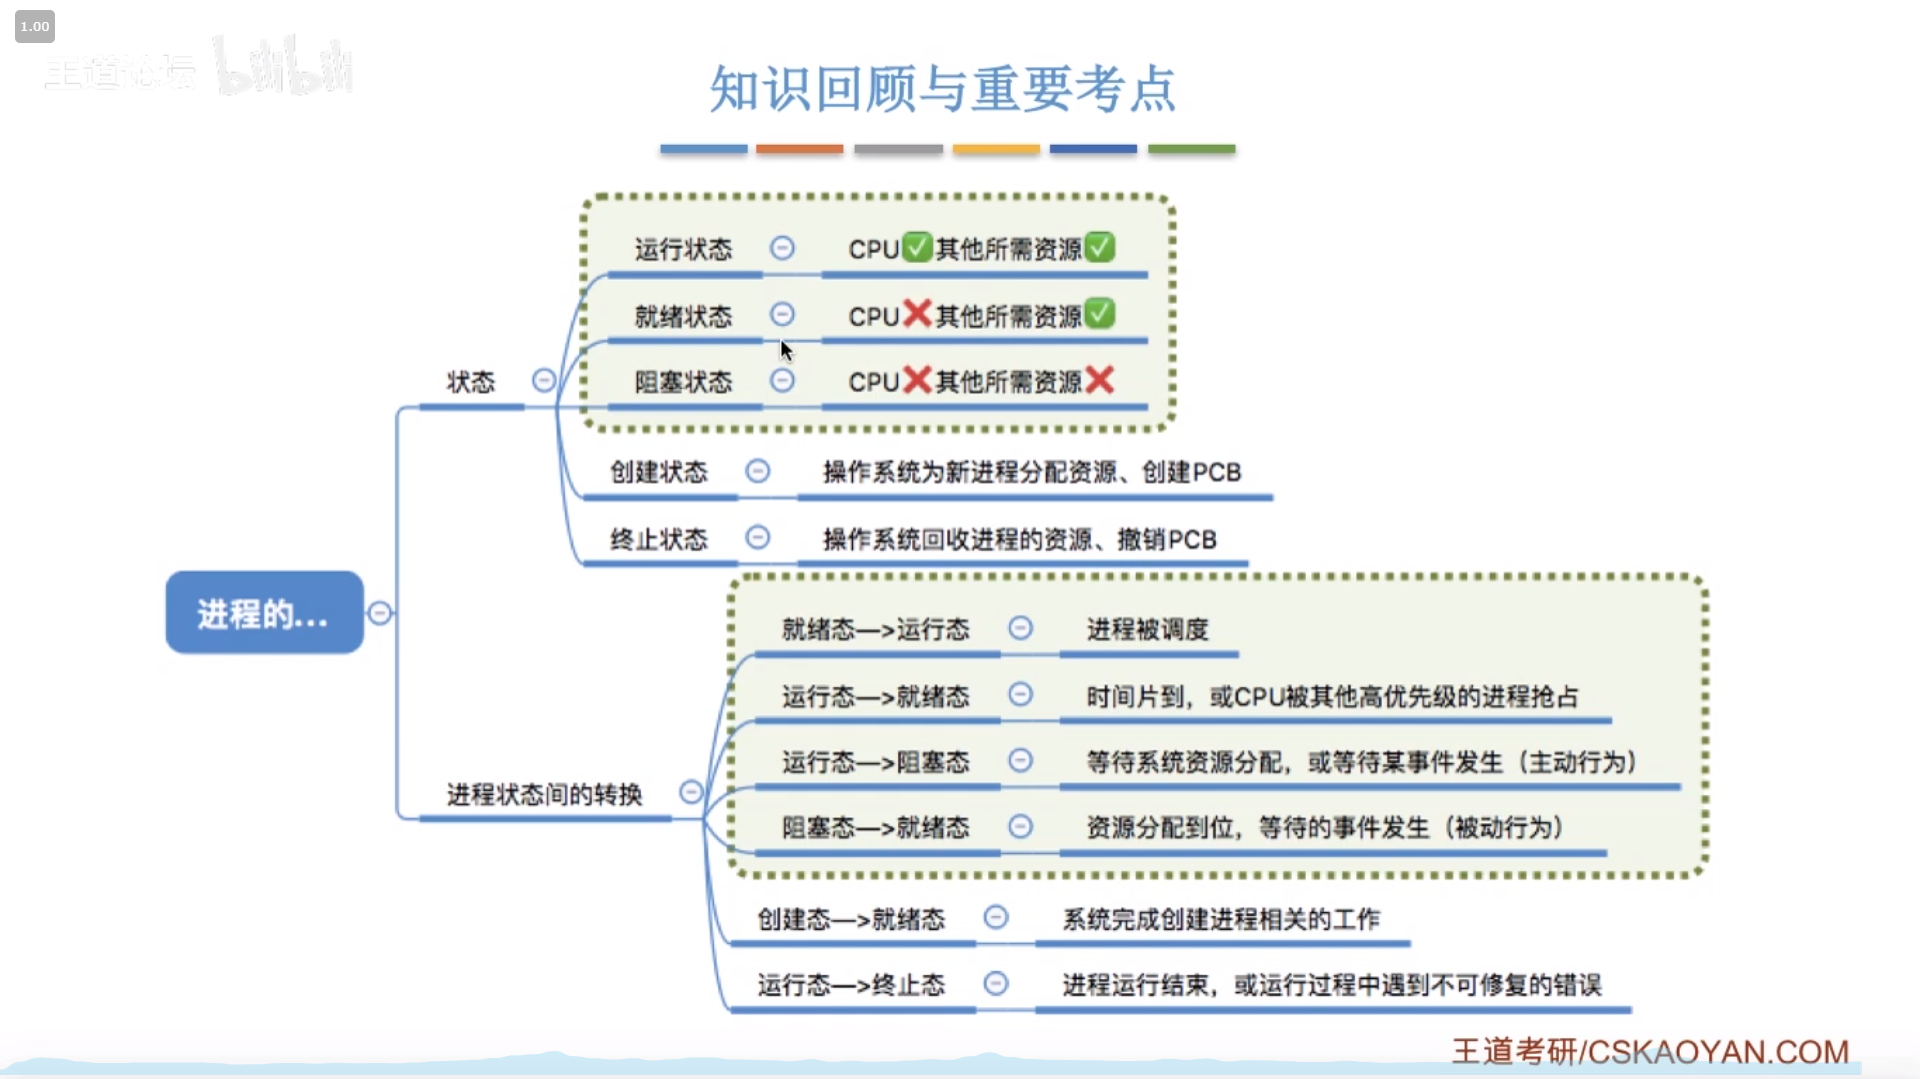 1.00
王道论坛 bilibili
知识回顾与重要考点
运行状态 CPU✅其他所需资源✅
就绪状态 CPU❌其他所需资源✅
状态
阻塞状态 CPU❌其他所需资源❌
创建状态 操作系统为新进程分配资源、创建PCB
终止状态 操作系统回收进程的资源、撤销PCB
进程的...
就绪态—>运行态 进程被调度
运行态—>就绪态 时间片到，或CPU被其他高优先级的进程抢占
运行态—>阻塞态 等待系统资源分配，或等待某事件发生（主动行为）
进程状态间的转换
阻塞态—>就绪态 资源分配到位，等待的事件发生（被动行为）
创建态—>就绪态 系统完成创建进程相关的工作
运行态—>终止态 进程运行结束，或运行过程中遇到不可修复的错误
王道考研/CSKAOYAN.COM